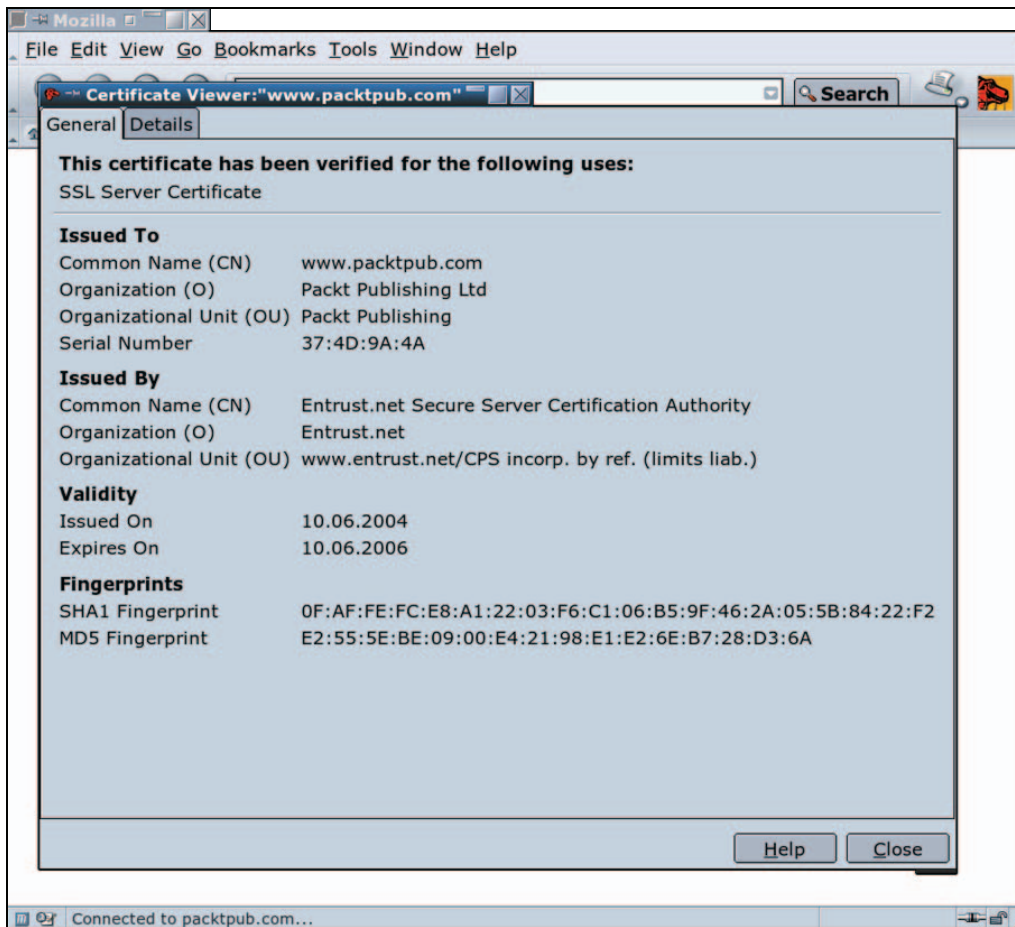 Mozilla
File Edit View Go Bookmarks Tools Window Help
Search
Certificate Viewer:"www.packtpub.com"
General Details
This certificate has been verified for the following uses:
SSL Server Certificate
Issued To
Common Name (CN) www.packtpub.com
Organization (O) Packt Publishing Ltd
Organizational Unit (OU) Packt Publishing
Serial Number 37:4D:9A:4A
Issued By
Common Name (CN) Entrust.net Secure Server Certification Authority
Organization (O) Entrust.net
Organizational Unit (OU) www.entrust.net/CPS incorp. by ref. (limits liab.)
Validity
Issued On 10.06.2004
Expires On 10.06.2006
Fingerprints
SHA1 Fingerprint 0F:AF:FE:FC:E8:A1:22:03:F6:C1:06:B5:9F:46:2A:05:5B:84:22:F2
MD5 Fingerprint E2:55:5E:BE:09:00:E4:21:98:E1:E2:6E:B7:28:D3:6A
Help Close
Connected to packtpub.com...